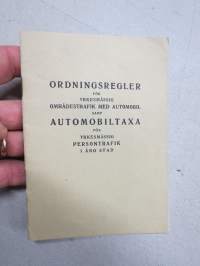 ORDNINGSREGLER
FÖR
YRKESMÄSSIG
OMRÅDESTRAFIK MED AUTOMOBIL
SAMT
AUTOMOBILTAXA
FÖR
YRKESMÄSSIG
PERSONTRAFIK
I ÅBO STAD